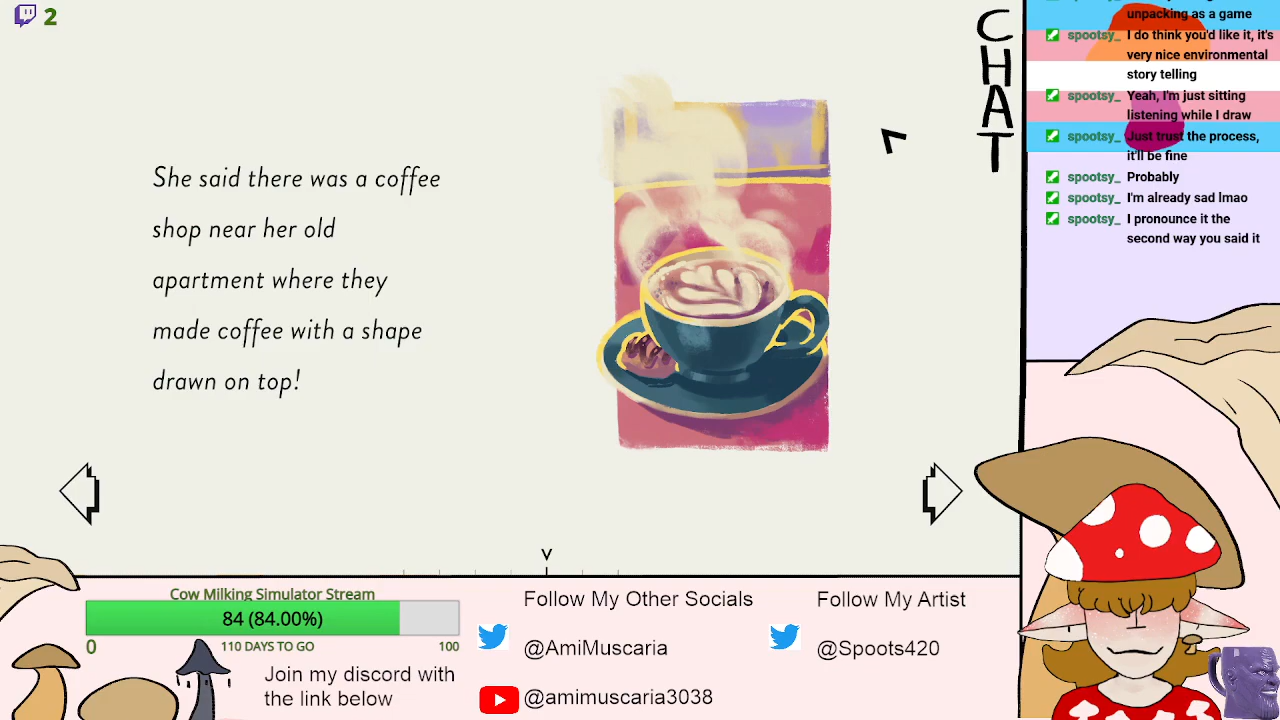 2
She said there was a coffee
shop near her old
apartment where they
made coffee with a shape
drawn on top!
CHAT
unpacking as a game
spootsy_ I do think you'd like it, it's
very nice environmental
story telling
spootsy_ Yeah, I'm just sitting
listening while I draw
spootsy_ Just trust the process,
it'll be fine
spootsy_ Probably
spootsy_ I'm already sad lmao
spootsy_ I pronounce it the
second way you said it
Cow Milking Simulator Stream
84 (84.00%)
0 110 DAYS TO GO 100
Join my discord with
the link below
Follow My Other Socials
@AmiMuscaria
@amimuscaria3038
Follow My Artist
@Spoots420